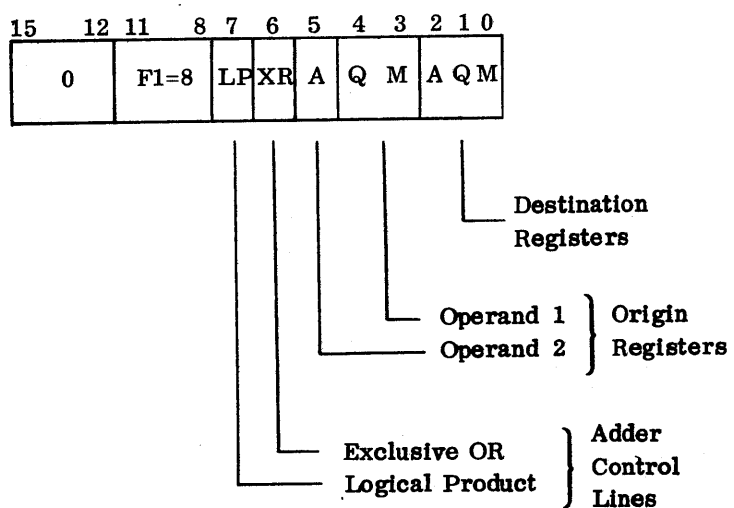 15 12 11 8 7 6 5 4 3 2 1 0
0 F1=8 LP XR A Q M A Q M
Destination
Registers
Operand 1
Operand 2
Origin
Registers
Exclusive OR
Logical Product
Adder
Control
Lines